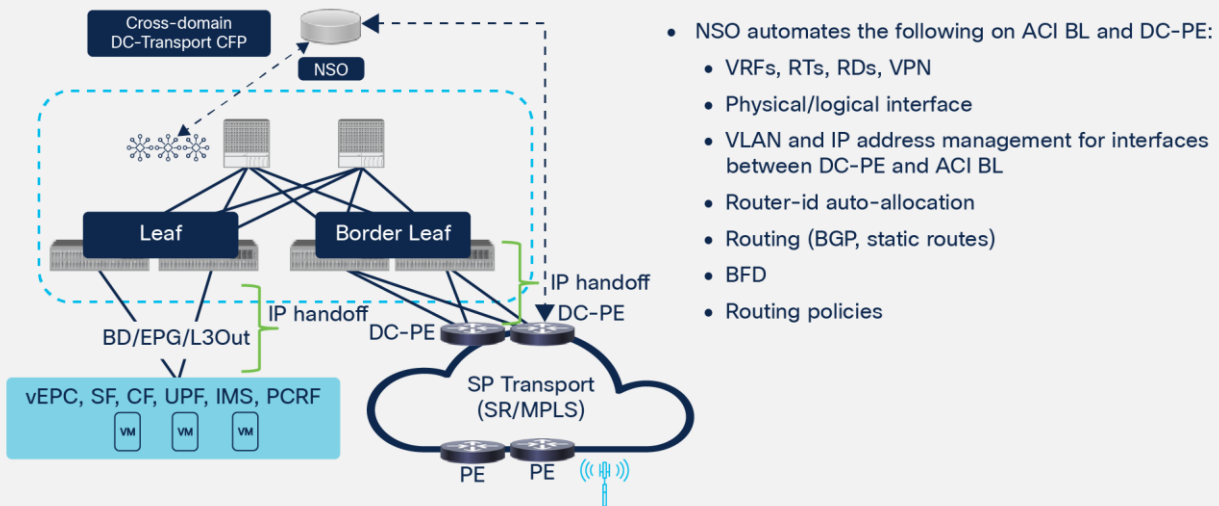 Cross-domain
DC-Transport CFP
NSO
Leaf
Border Leaf
IP handoff
IP handoff
DC-PE
DC-PE
BD/EPG/L3Out
vEPC, SF, CF, UPF, IMS, PCRF
VM
VM
VM
SP Transport
(SR/MPLS)
PE
PE
• NSO automates the following on ACI BL and DC-PE:
• VRFs, RTs, RDs, VPN
• Physical/logical interface
• VLAN and IP address management for interfaces
between DC-PE and ACI BL
• Router-id auto-allocation
• Routing (BGP, static routes)
• BFD
• Routing policies